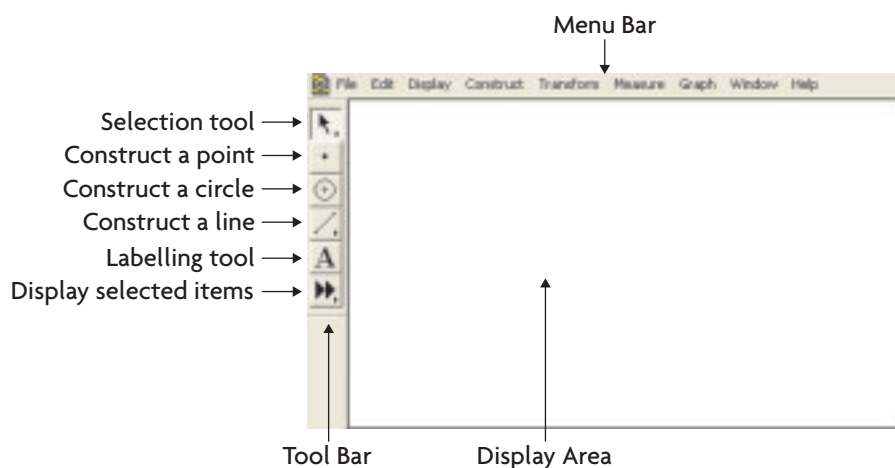 Menu Bar
File Edit Display Construct Transform Measure Graph Window Help
Selection tool
Construct a point
Construct a circle
Construct a line
Labelling tool
A
Display selected items
Tool Bar
Display Area